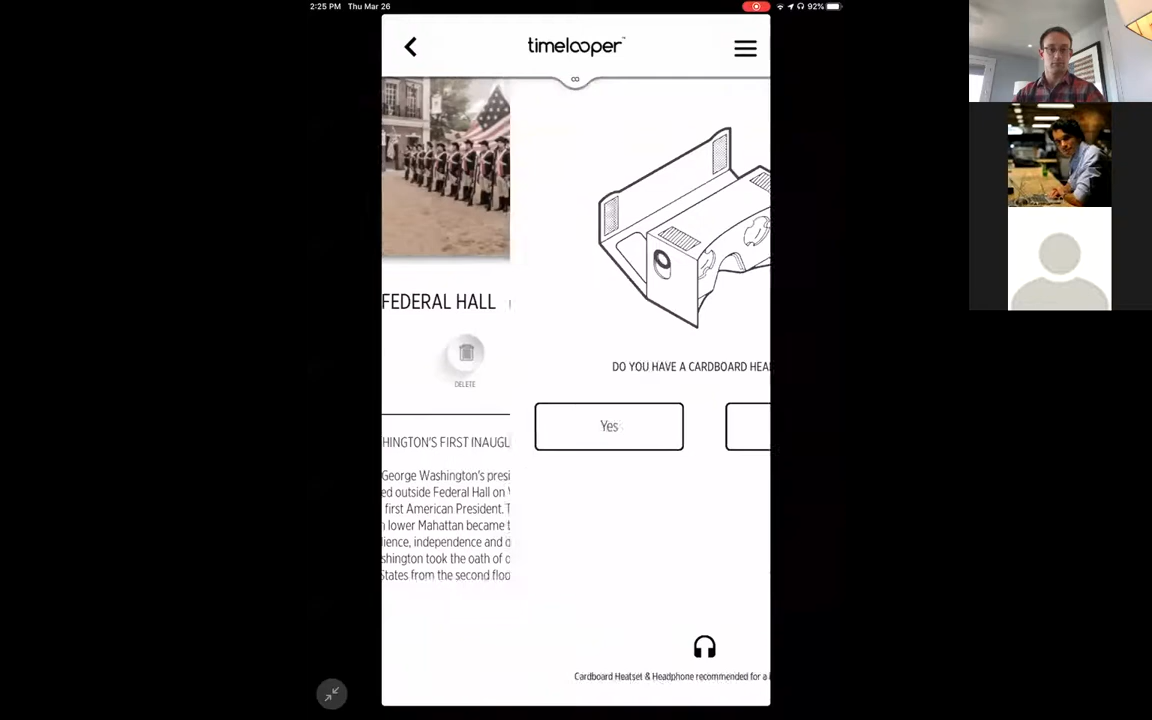 2:25 PM Thu Mar 26
92%
timelooper
FEDERAL HALL
DELETE
HINGTON'S FIRST INAUGU
George Washington's presi
ed outside Federal Hall on
first American President. T
lower Mahattan became t
ience, independence and o
shington took the oath of o
States from the second floo
DO YOU HAVE A CARDBOARD HEA
Yes
Cardboard Heatset & Headphone recommended for a